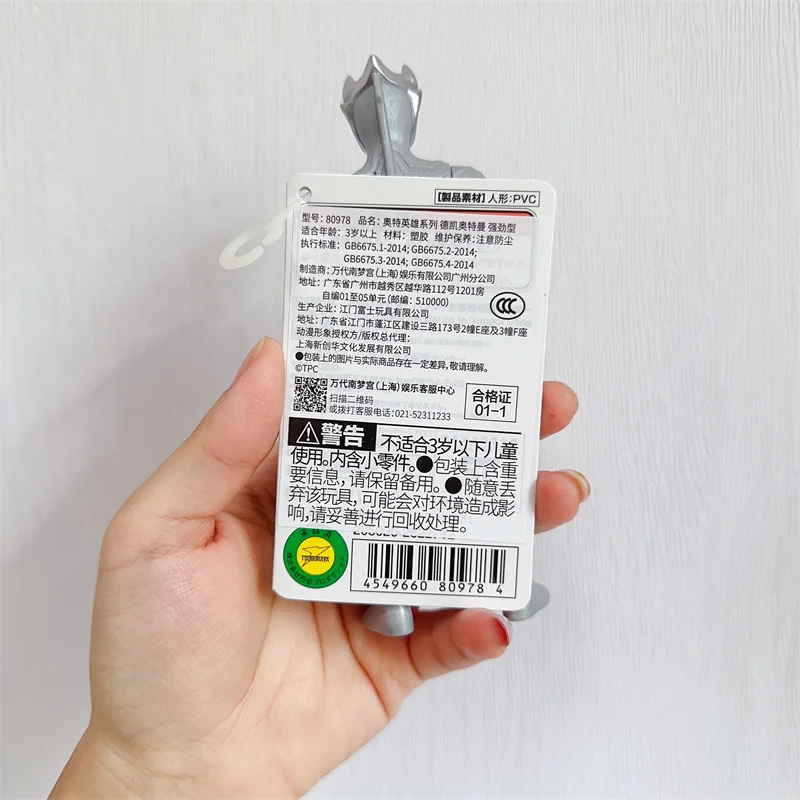 【製品素材】人形:PVC
型号: 80978 品名: 奥特英雄系列 德凯奥特曼 强劲型
适合年龄: 3岁以上 材料: 塑胶 维护保养:注意防尘
执行标准: GB6675.1-2014; GB6675.2-2014;
GB6675.3-2014; GB6675.4-2014
制造商: 万代南梦宫(上海)娱乐有限公司广州分公司
地址: 广东省广州市越秀区越华路112号1201房
自编01至05单元(邮编: 510000)
生产企业: 江门富士玩具有限公司
地址: 广东省江门市蓬江区建设三路173号2幢E座及3幢F座
动漫形象授权方/版权总代理:
上海新创华文化发展有限公司
●包装上的图片与实际商品存在一定差异,敬请理解。
©TPC
万代南梦宫(上海)娱乐客服中心
扫描二维码
或拨打客服电话:021-52311233
合格证
01-1
警告 不适合3岁以下儿童
使用。内含小零件。●包装上含重
要信息,请保留备用。●随意丢
弃该玩具,可能会对环境造成影
响,请妥善进行回收处理。
TSUBURAYA
株式会社円谷プロダクション
4549660 809784